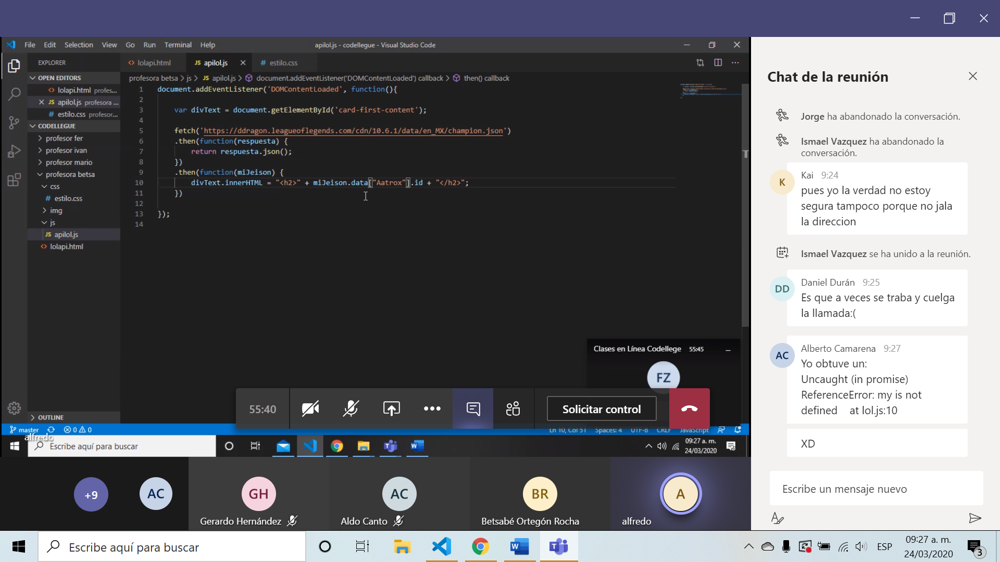 File Edit Selection View Go Run Terminal Help
apilol.js - codellegue - Visual Studio Code
EXPLORER
OPEN EDITORS
lolapi.html profes...
apilol.js profesora ...
estilo.css profesor...
CODELLEGUE
profesor fer
profesor ivan
profesor mario
profesora betsa
css
estilo.css
img
js
JS apilol.js
lolapi.html
OUTLINE
lolapi.html
JS apilol.js
# estilo.css
profesora betsa > js > JS apilol.js > document.addEventListener('DOMContentLoaded') callback > then() callback
1 document.addEventListener('DOMContentLoaded', function(){
2
3 var divText = document.getElementById('card-first-content');
4
5 fetch('https://ddragon.leagueoflegends.com/cdn/10.6.1/data/en_MX/champion.json')
6 .then(function(respuesta) {
7 return respuesta.json();
8 })
9 .then(function(miJeison) {
10 divText.innerHTML = "<h2>" + miJeison.data["Aatrox"].id + "</h2>";
11 })
12
13 });
14
Clases en Línea Codellege 55:45
FZ
55:40
Solicitar control
master 0 0
Ln 10, Col 51 Spaces: 4 UTF-8 CRLF JavaScript
alfredo
Escribe aquí para buscar
09:27 a. m.
24/03/2020
+9
AC
GH
Gerardo Hernández
AC
Aldo Canto
BR
Betsabé Ortegón Rocha
A
alfredo
Chat de la reunión
Jorge ha abandonado la conversación.
Ismael Vazquez ha abandonado la
conversación.
K
Kai 9:24
pues yo la verdad no estoy
segura tampoco porque no jala
la direccion
Ismael Vazquez se ha unido a la reunión.
DD
Daniel Durán 9:25
Es que a veces se traba y cuelga
la llamada:(
AC
Alberto Camarena 9:27
Yo obtuve un:
Uncaught (in promise)
ReferenceError: my is not
defined at lol.js:10
XD
Escribe un mensaje nuevo
Escribe aquí para buscar
ESP
09:27 a. m.
24/03/2020
3